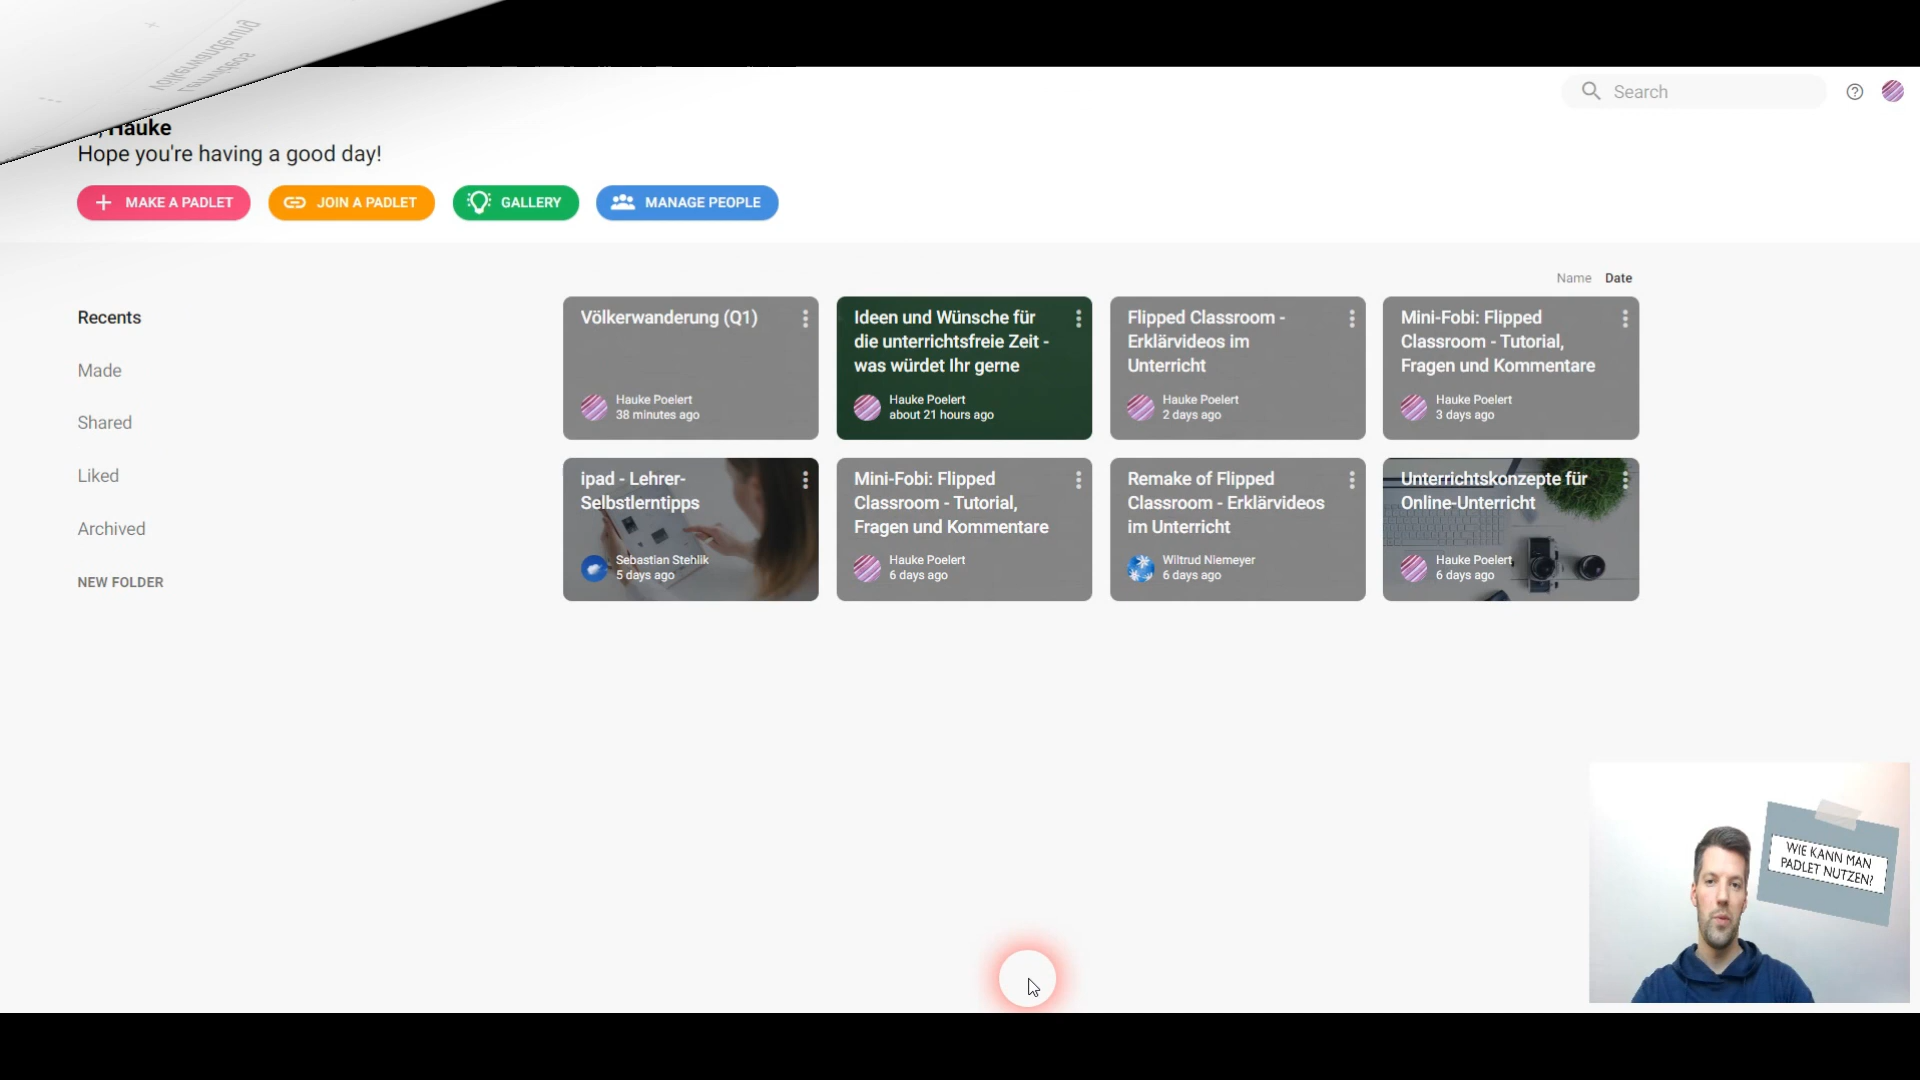 Völkerwanderung
Lernvideos
Search
, Hauke
Hope you're having a good day!
MAKE A PADLET
JOIN A PADLET
GALLERY
MANAGE PEOPLE
Name Date
Recents
Made
Shared
Liked
Archived
NEW FOLDER
Völkerwanderung (Q1)
Hauke Poelert
38 minutes ago
Ideen und Wünsche für
die unterrichtsfreie Zeit -
was würdet Ihr gerne
Hauke Poelert
about 21 hours ago
Flipped Classroom -
Erklärvideos im
Unterricht
Hauke Poelert
2 days ago
Mini-Fobi: Flipped
Classroom - Tutorial,
Fragen und Kommentare
Hauke Poelert
3 days ago
ipad - Lehrer-
Selbstlerntipps
Sebastian Stehlik
5 days ago
Mini-Fobi: Flipped
Classroom - Tutorial,
Fragen und Kommentare
Hauke Poelert
6 days ago
Remake of Flipped
Classroom - Erklärvideos
im Unterricht
Wiltrud Niemeyer
6 days ago
Unterrichtskonzepte für
Online-Unterricht
Hauke Poelert
6 days ago
WIE KANN MAN
PADLET NUTZEN?